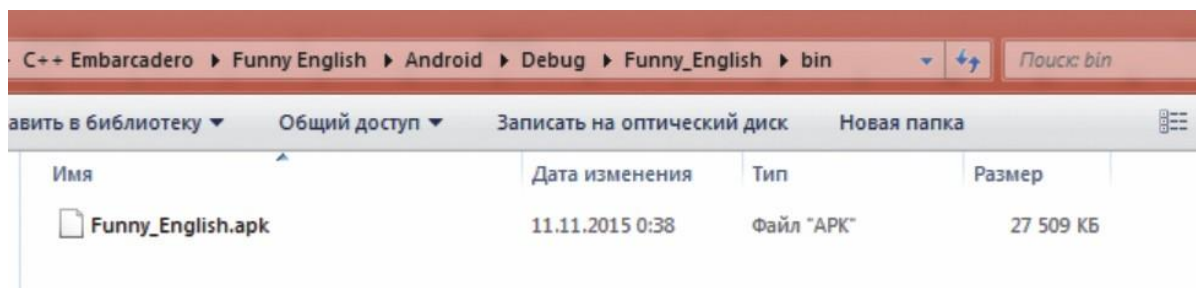 C++ Embarcadero ▸ Funny English ▸ Android ▸ Debug ▸ Funny_English ▸ bin Поиск: bin
авить в библиотеку ▾ Общий доступ ▾ Записать на оптический диск Новая папка
Имя Дата изменения Тип Размер
Funny_English.apk 11.11.2015 0:38 Файл "APK" 27 509 КБ